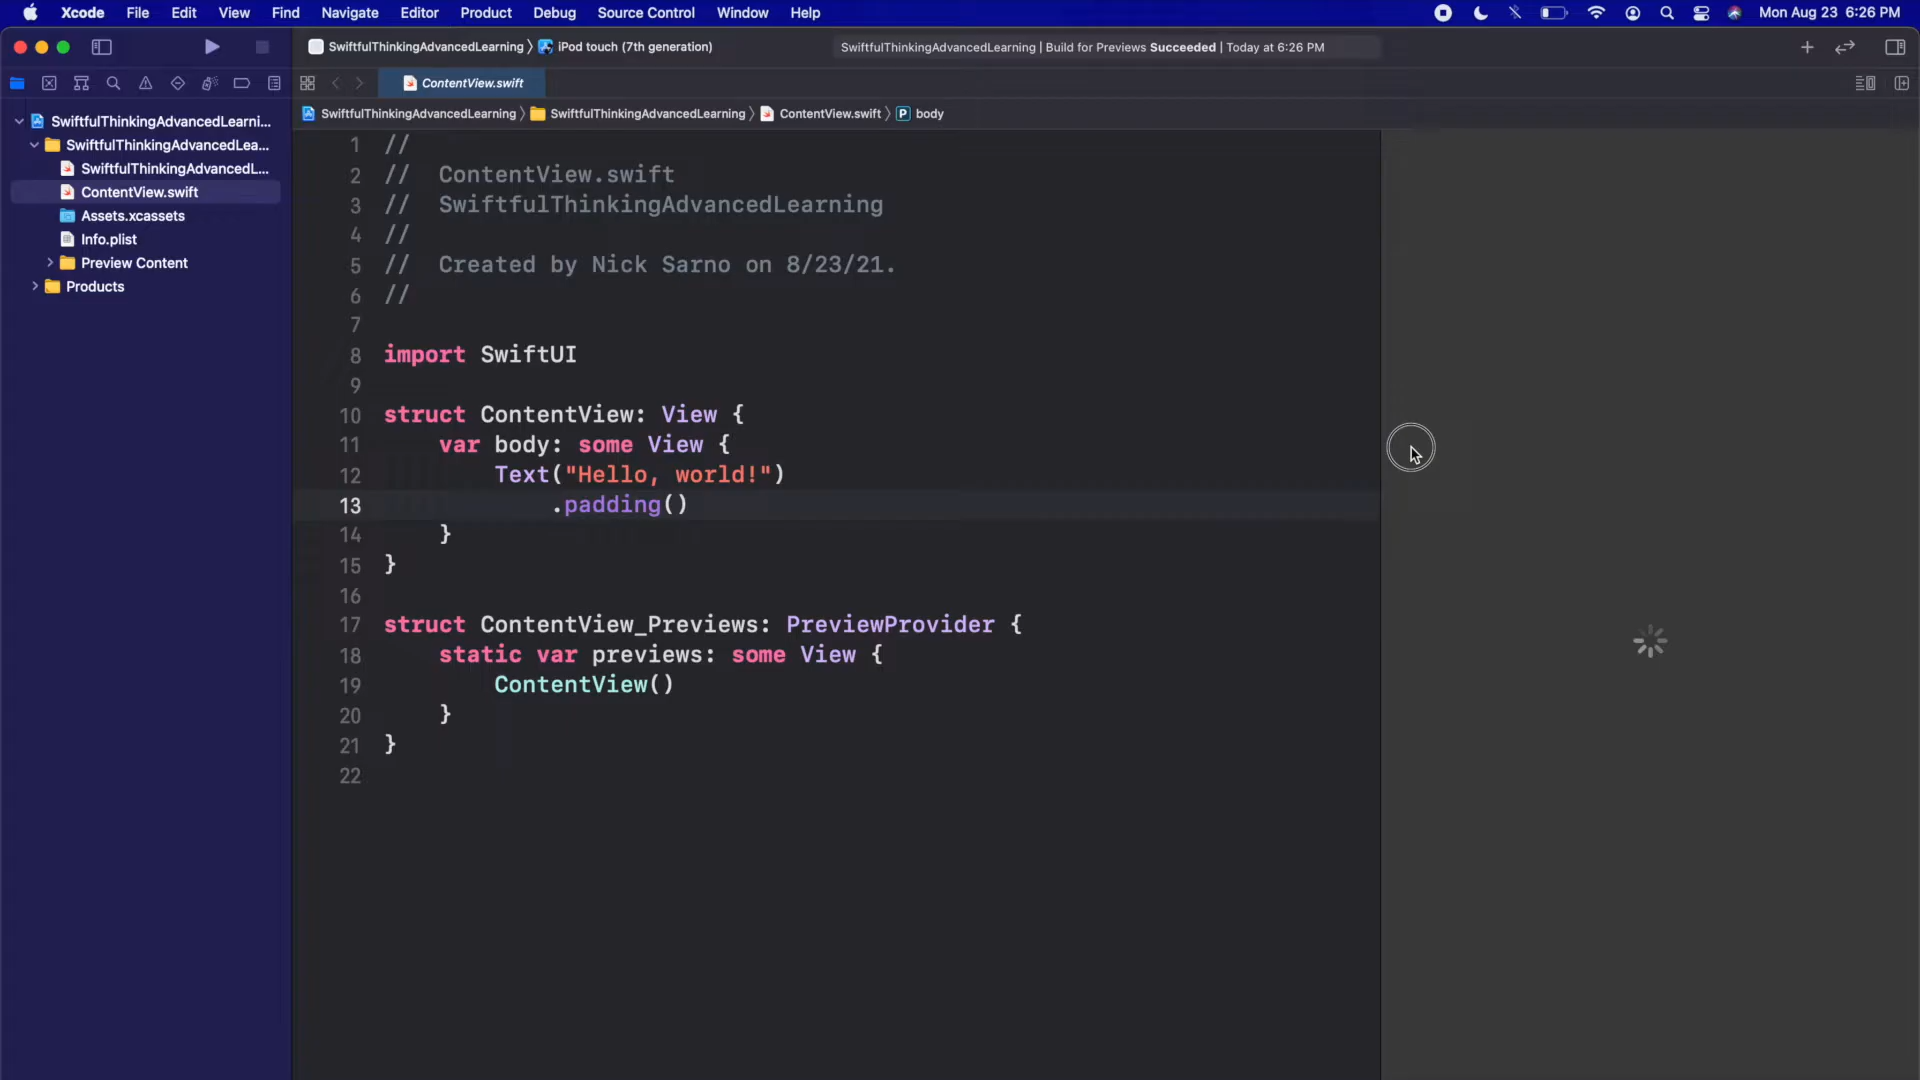 Xcode File Edit View Find Navigate Editor Product Debug Source Control Window Help Mon Aug 23 6:26 PM
SwiftfulThinkingAdvancedLearning iPod touch (7th generation) SwiftfulThinkingAdvancedLearning | Build for Previews Succeeded | Today at 6:26 PM
ContentView.swift
SwiftfulThinkingAdvancedLearning SwiftfulThinkingAdvancedLearning ContentView.swift P body
SwiftfulThinkingAdvancedLearni...
SwiftfulThinkingAdvancedLea...
SwiftfulThinkingAdvancedL...
ContentView.swift
Assets.xcassets
Info.plist
Preview Content
Products
1 //
2 // ContentView.swift
3 // SwiftfulThinkingAdvancedLearning
4 //
5 // Created by Nick Sarno on 8/23/21.
6 //
7
8 import SwiftUI
9
10 struct ContentView: View {
11 var body: some View {
12 Text("Hello, world!")
13 .padding()
14 }
15 }
16
17 struct ContentView_Previews: PreviewProvider {
18 static var previews: some View {
19 ContentView()
20 }
21 }
22